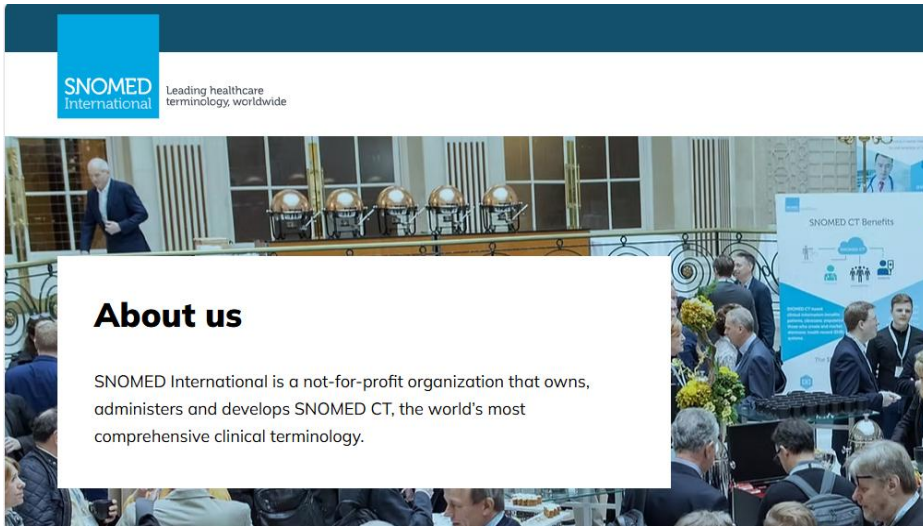 SNOMED
International
Leading healthcare
terminology, worldwide
SNOMED CT Benefits
About us
SNOMED International is a not-for-profit organization that owns,
administers and develops SNOMED CT, the world's most
comprehensive clinical terminology.